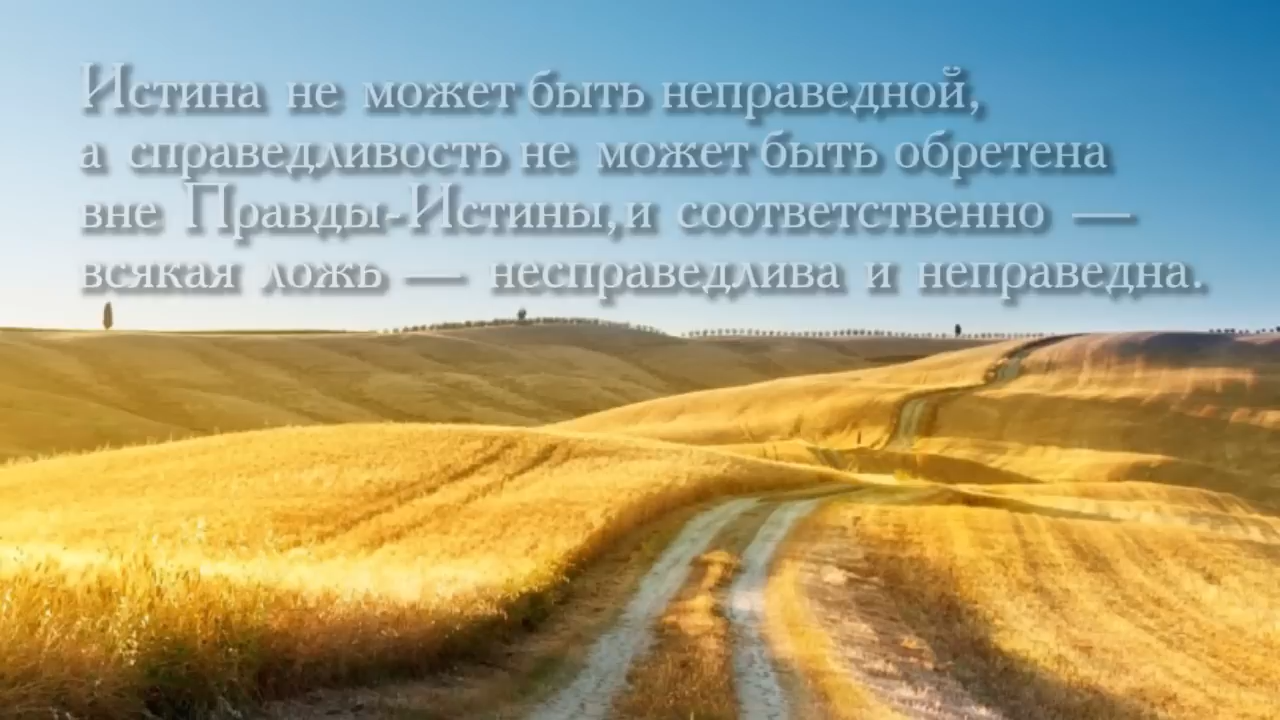 Истина не может быть неправедной,
а справедливость не может быть обретена
вне Правды-Истины, и соответственно —
всякая ложь — несправедлива и неправедна.